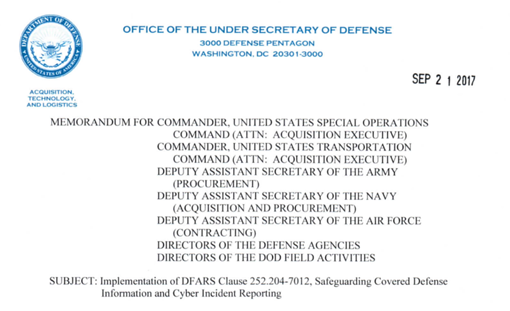 DEPARTMENT OF DEFENSE
UNITED STATES OF AMERICA
OFFICE OF THE UNDER SECRETARY OF DEFENSE
3000 DEFENSE PENTAGON
WASHINGTON, DC 20301-3000
SEP 21 2017
ACQUISITION,
TECHNOLOGY,
AND LOGISTICS
MEMORANDUM FOR COMMANDER, UNITED STATES SPECIAL OPERATIONS
COMMAND (ATTN: ACQUISITION EXECUTIVE)
COMMANDER, UNITED STATES TRANSPORTATION
COMMAND (ATTN: ACQUISITION EXECUTIVE)
DEPUTY ASSISTANT SECRETARY OF THE ARMY
(PROCUREMENT)
DEPUTY ASSISTANT SECRETARY OF THE NAVY
(ACQUISITION AND PROCUREMENT)
DEPUTY ASSISTANT SECRETARY OF THE AIR FORCE
(CONTRACTING)
DIRECTORS OF THE DEFENSE AGENCIES
DIRECTORS OF THE DOD FIELD ACTIVITIES
SUBJECT: Implementation of DFARS Clause 252.204-7012, Safeguarding Covered Defense
Information and Cyber Incident Reporting